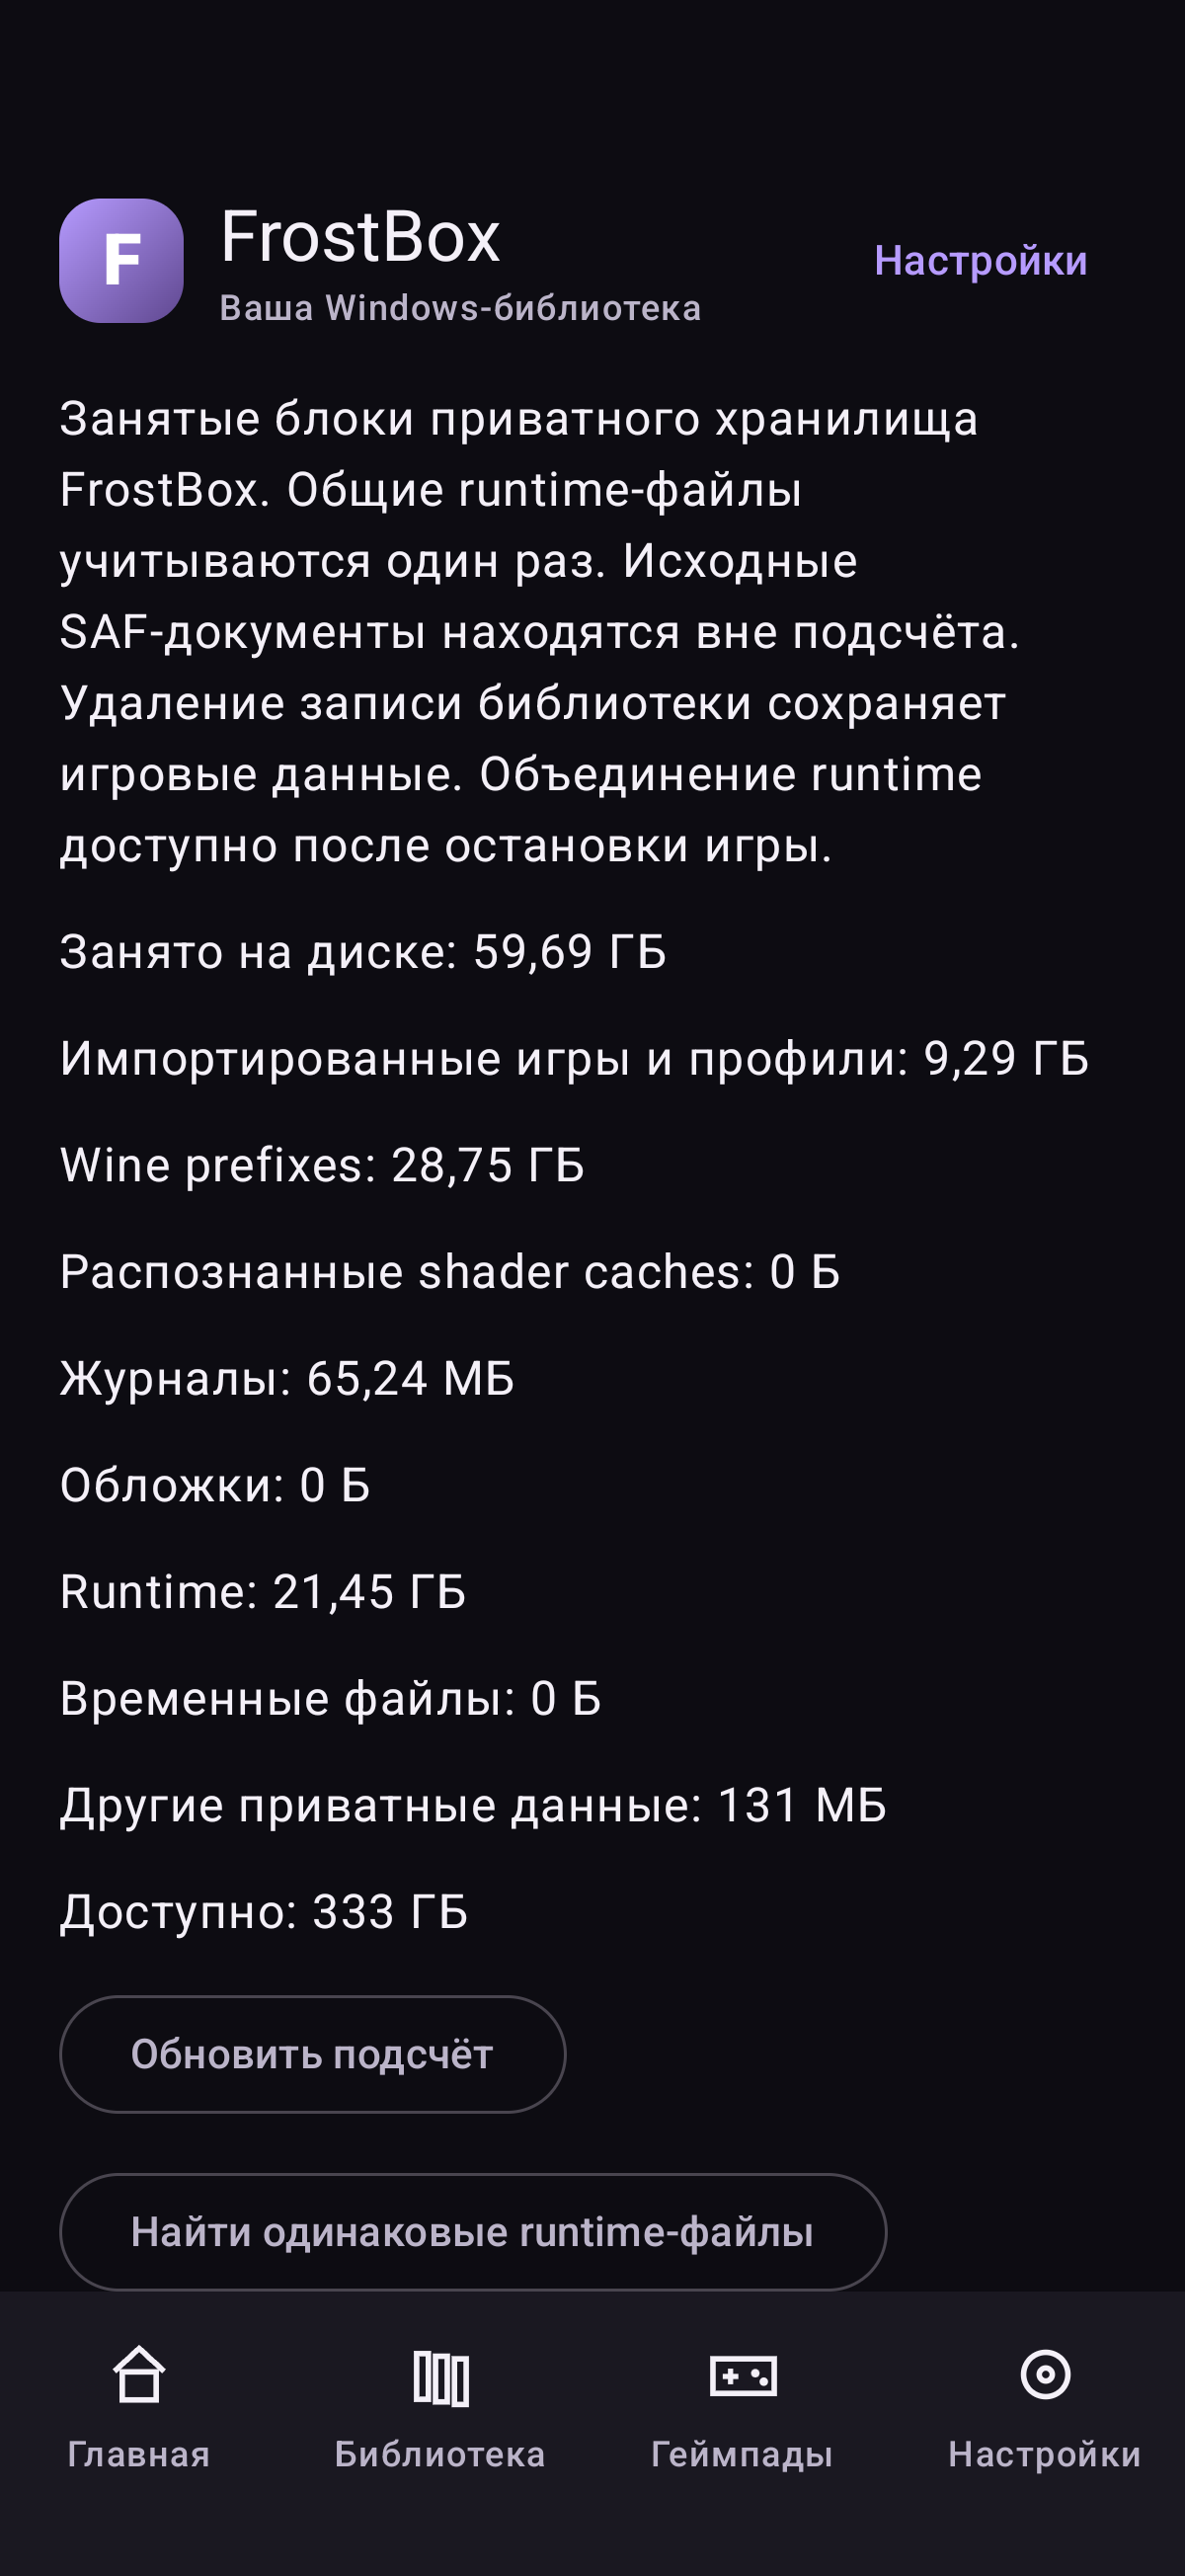 F
FrostBox
Ваша Windows-библиотека
Настройки
Занятые блоки приватного хранилища
FrostBox. Общие runtime-файлы
учитываются один раз. Исходные
SAF-документы находятся вне подсчёта.
Удаление записи библиотеки сохраняет
игровые данные. Объединение runtime
доступно после остановки игры.
Занято на диске: 59,69 ГБ
Импортированные игры и профили: 9,29 ГБ
Wine prefixes: 28,75 ГБ
Распознанные shader caches: 0 Б
Журналы: 65,24 МБ
Обложки: 0 Б
Runtime: 21,45 ГБ
Временные файлы: 0 Б
Другие приватные данные: 131 МБ
Доступно: 333 ГБ
Обновить подсчёт
Найти одинаковые runtime-файлы
Главная
Библиотека
Геймпады
Настройки